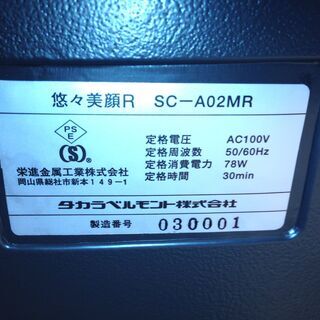 悠々美顔R SC-A02MR
PS
E
S
栄進金属工業株式会社
岡山県総社市新本149-1
定格電圧 AC100V
定格周波数 50/60Hz
定格消費電力 78W
定格時間 30min
タカラベルモント株式会社
製造番号 030001